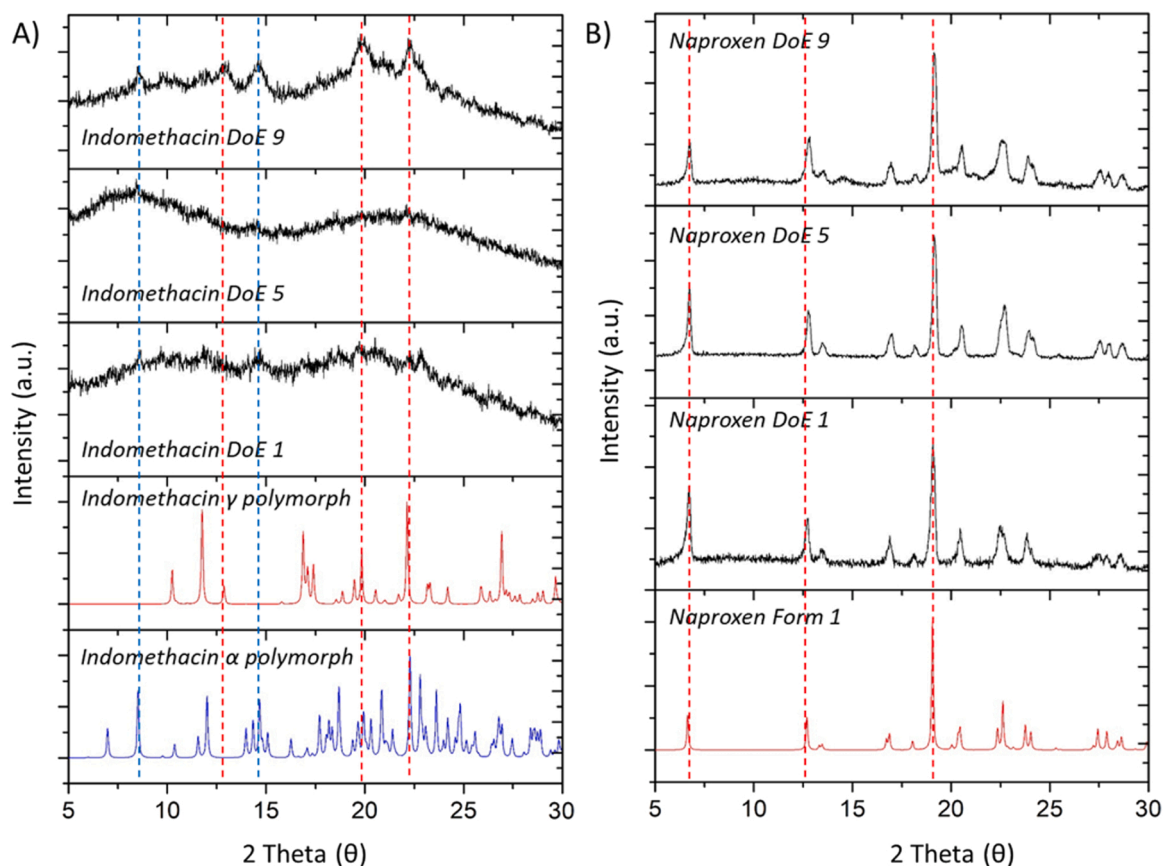 A)
Indomethacin DoE 9
Indomethacin DoE 5
Indomethacin DoE 1
Indomethacin γ polymorph
Indomethacin α polymorph
Intensity (a.u.)
5 10 15 20 25 30
2 Theta (θ)
B)
Naproxen DoE 9
Naproxen DoE 5
Naproxen DoE 1
Naproxen Form 1
Intensity (a.u.)
5 10 15 20 25 30
2 Theta (θ)